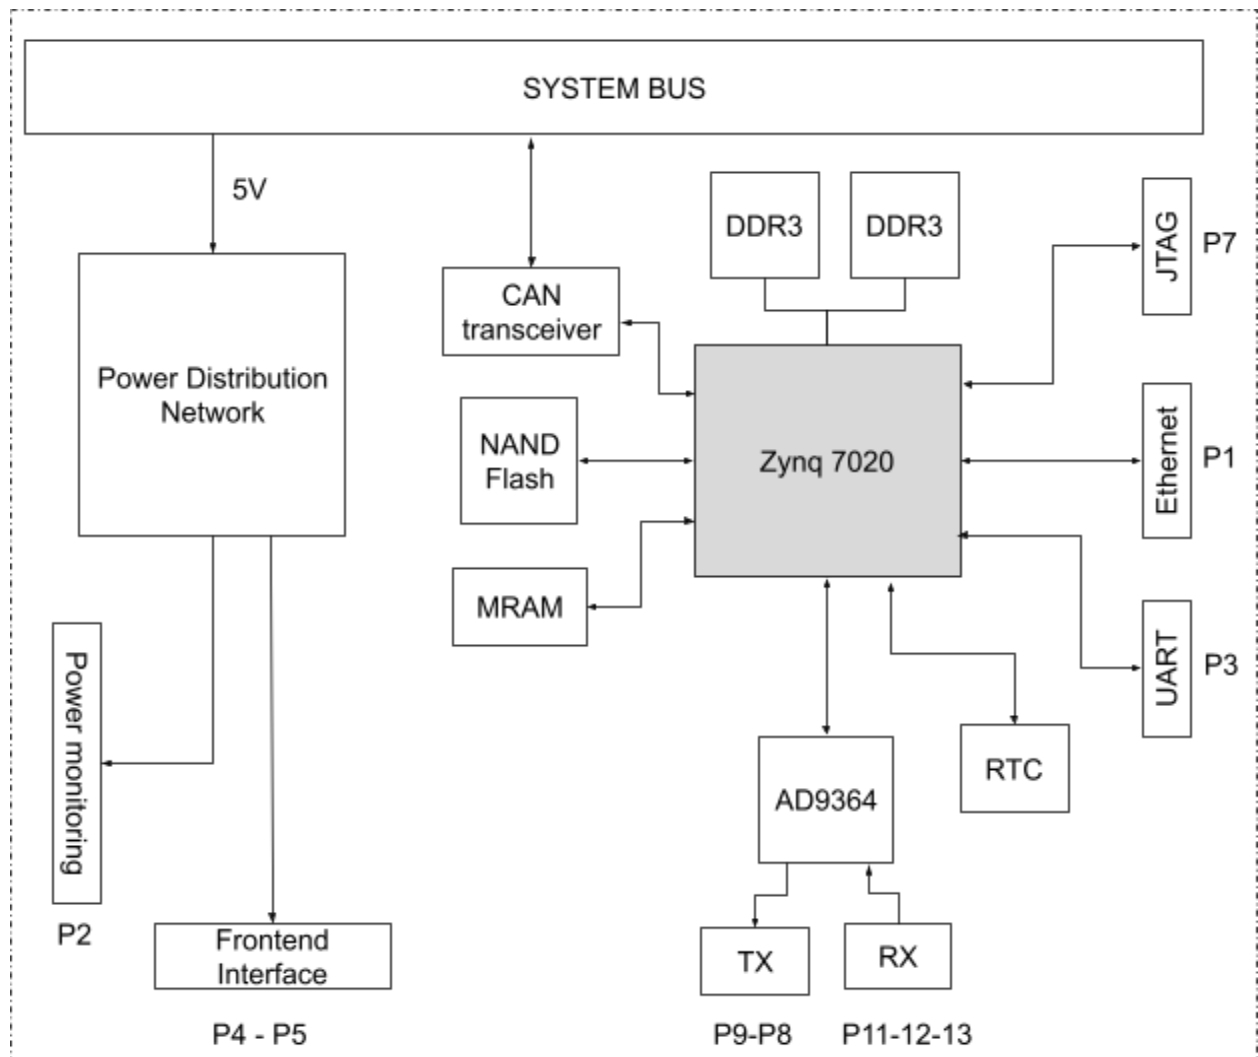 SYSTEM BUS
5V
DDR3
DDR3
JTAG
P7
CAN
transceiver
Power Distribution
Network
NAND
Flash
Zynq 7020
Ethernet
P1
MRAM
UART
P3
Power monitoring
P2
RTC
AD9364
Frontend
Interface
TX
RX
P4 - P5
P9-P8
P11-12-13